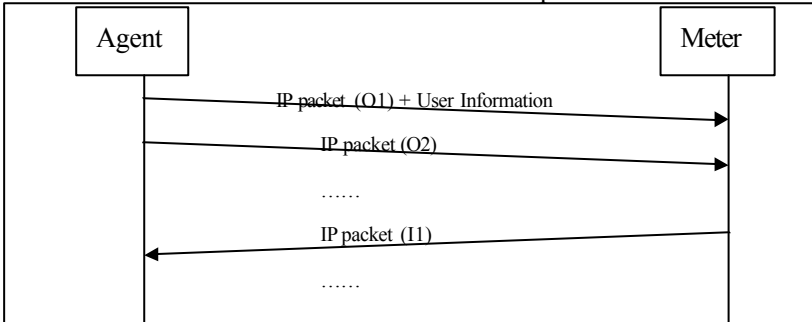 Agent
Meter
IP packet (O1) + User Information
IP packet (O2)
......
IP packet (I1)
......